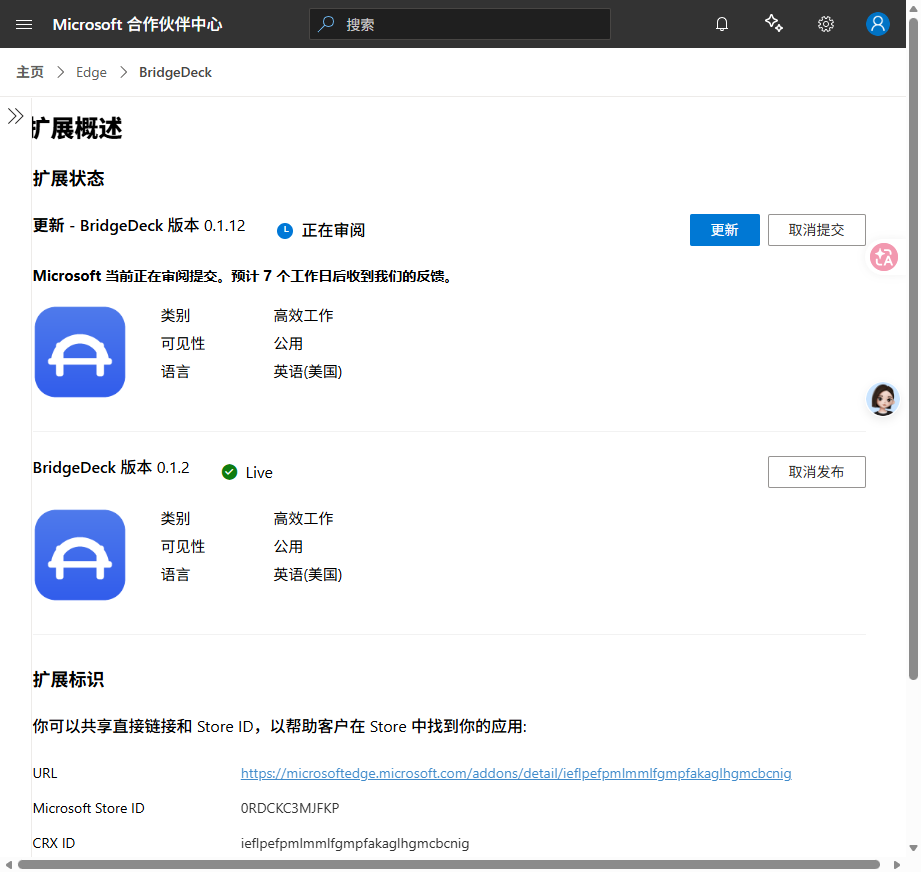 Microsoft 合作伙伴中心
搜索
主页 > Edge > BridgeDeck
扩展概述
扩展状态
更新 - BridgeDeck 版本 0.1.12
正在审阅
更新
取消提交
Microsoft 当前正在审阅提交。预计 7 个工作日后收到我们的反馈。
类别 高效工作
可见性 公用
语言 英语(美国)
BridgeDeck 版本 0.1.2
Live
取消发布
类别 高效工作
可见性 公用
语言 英语(美国)
扩展标识
你可以共享直接链接和 Store ID，以帮助客户在 Store 中找到你的应用:
URL https://microsoftedge.microsoft.com/addons/detail/ieflpefpmlmmlfgmpfakaglhgmcbcnig
Microsoft Store ID 0RDCKC3MJFKP
CRX ID ieflpefpmlmmlfgmpfakaglhgmcbcnig